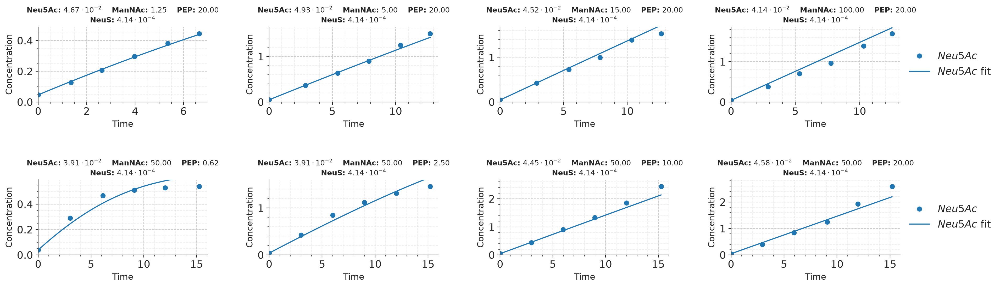 Neu5Ac: 4.67 · 10⁻² ManNAc: 1.25 PEP: 20.00
NeuS: 4.14 · 10⁻⁴
Concentration
0.4
0.2
0.0
0 2 4 6
Time
Neu5Ac: 4.93 · 10⁻² ManNAc: 5.00 PEP: 20.00
NeuS: 4.14 · 10⁻⁴
Concentration
1
0
0 5 10
Time
Neu5Ac: 4.52 · 10⁻² ManNAc: 15.00 PEP: 20.00
NeuS: 4.14 · 10⁻⁴
Concentration
1
0
0 5 10
Time
Neu5Ac: 4.14 · 10⁻² ManNAc: 100.00 PEP: 20.00
NeuS: 4.14 · 10⁻⁴
Concentration
1
0
0 5 10
Time
Neu5Ac
Neu5Ac fit
Neu5Ac: 3.91 · 10⁻² ManNAc: 50.00 PEP: 0.62
NeuS: 4.14 · 10⁻⁴
Concentration
0.4
0.2
0.0
0 5 10 15
Time
Neu5Ac: 3.91 · 10⁻² ManNAc: 50.00 PEP: 2.50
NeuS: 4.14 · 10⁻⁴
Concentration
1
0
0 5 10 15
Time
Neu5Ac: 4.45 · 10⁻² ManNAc: 50.00 PEP: 10.00
NeuS: 4.14 · 10⁻⁴
Concentration
2
1
0
0 5 10 15
Time
Neu5Ac: 4.58 · 10⁻² ManNAc: 50.00 PEP: 20.00
NeuS: 4.14 · 10⁻⁴
Concentration
2
1
0
0 5 10 15
Time
Neu5Ac
Neu5Ac fit